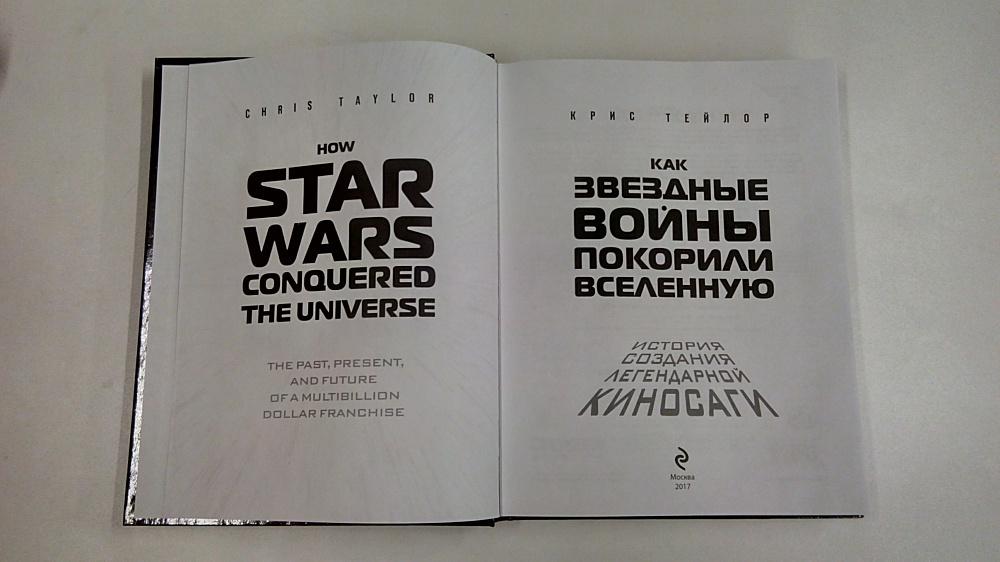 CHRIS TAYLOR
HOW
STAR
WARS
CONQUERED
THE UNIVERSE
THE PAST, PRESENT,
AND FUTURE
OF A MULTIBILLION
DOLLAR FRANCHISE
КРИС ТЕЙЛОР
КАК
ЗВЕЗДНЫЕ
ВОЙНЫ
ПОКОРИЛИ
ВСЕЛЕННУЮ
ИСТОРИЯ
СОЗДАНИЯ
ЛЕГЕНДАРНОЙ
КИНОСАГИ
Москва
2017